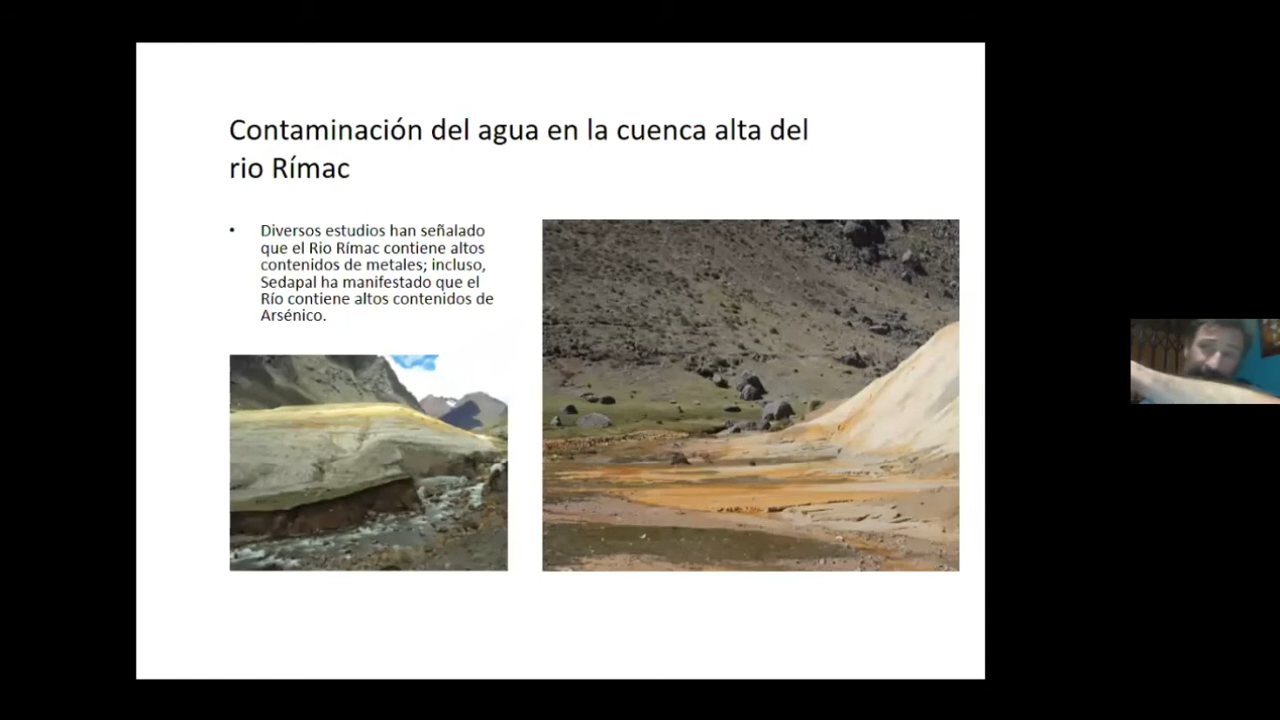 Contaminación del agua en la cuenca alta del
rio Rímac
• Diversos estudios han señalado
que el Rio Rímac contiene altos
contenidos de metales; incluso,
Sedapal ha manifestado que el
Río contiene altos contenidos de
Arsénico.